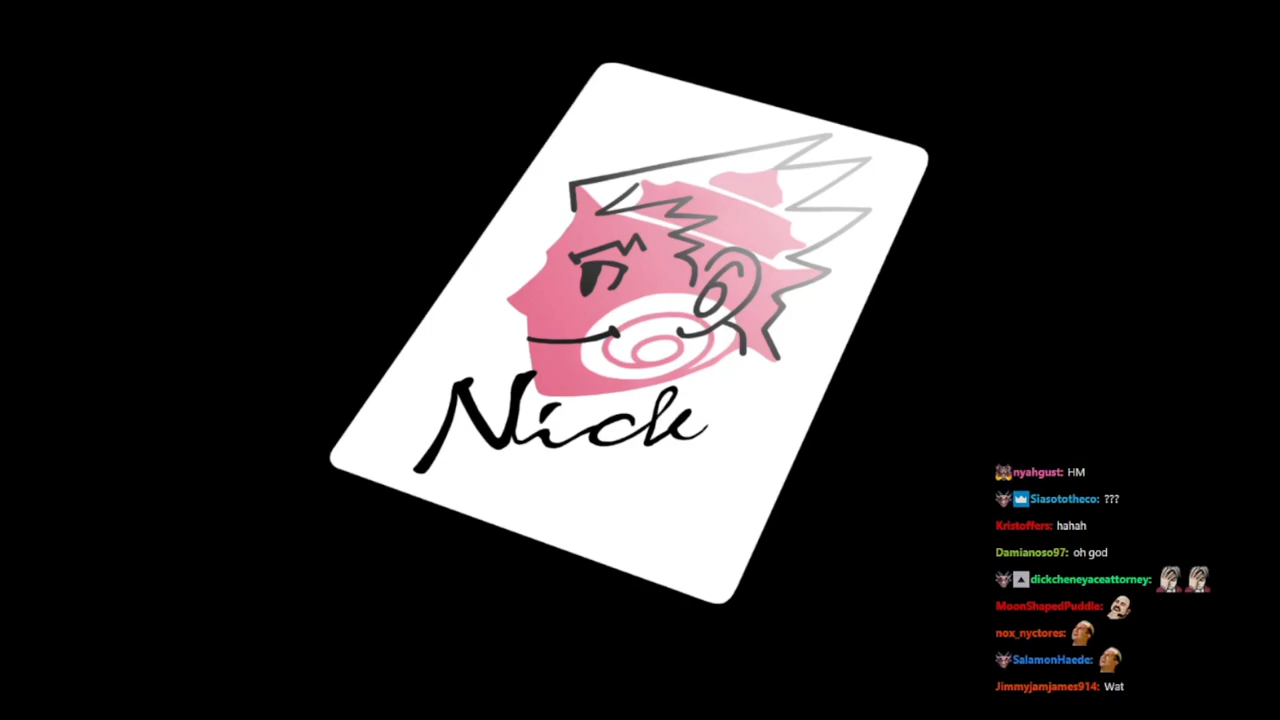 Nick
nyahgust: HM
Siasototheco: ???
Kristoffers: hahah
Damianoso97: oh god
dickcheneyaceattorney:
MoonShapedPuddle:
nox_nyctores:
SalamonHaede:
Jimmyjamjames914: Wat